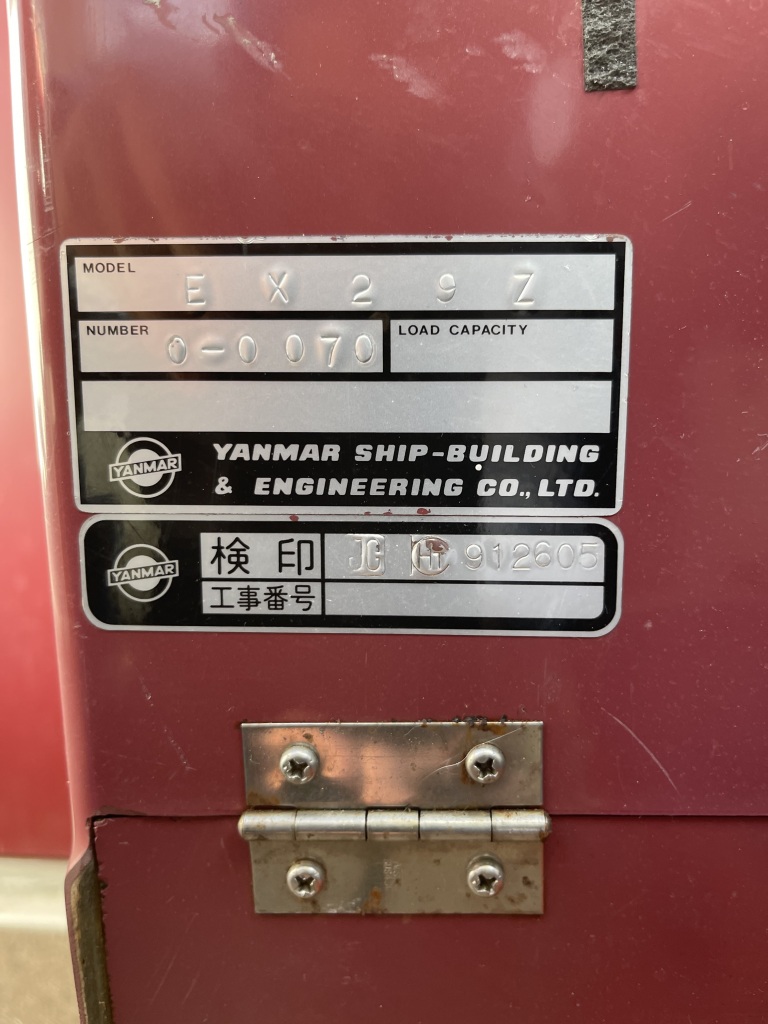 MODEL
E X 2 9 Z
NUMBER 0-0070 LOAD CAPACITY
YANMAR YANMAR SHIP-BUILDING
& ENGINEERING CO., LTD.
YANMAR 検印 JG HK 912605
工事番号